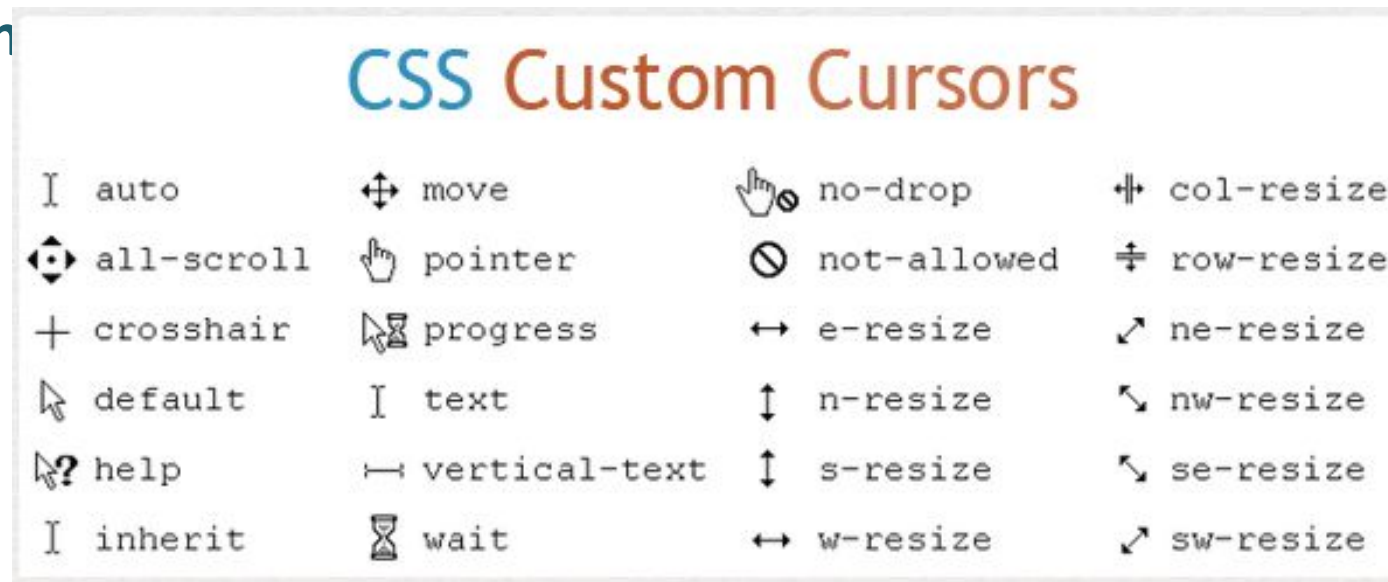 CSS Custom Cursors
auto move no-drop col-resize
all-scroll pointer not-allowed row-resize
crosshair progress e-resize ne-resize
default text n-resize nw-resize
help vertical-text s-resize se-resize
inherit wait w-resize sw-resize